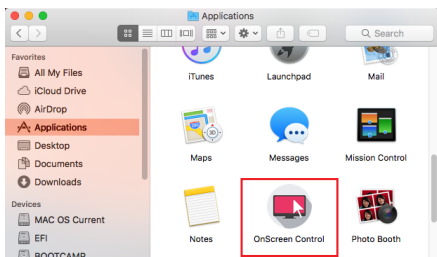 Applications
Search
Favorites
All My Files
iCloud Drive
AirDrop
Applications
Desktop
Documents
Downloads
Devices
MAC OS Current
EFI
BOOTCAMP
iTunes
Launchpad
Mail
Maps
Messages
Mission Control
Notes
OnScreen Control
Photo Booth